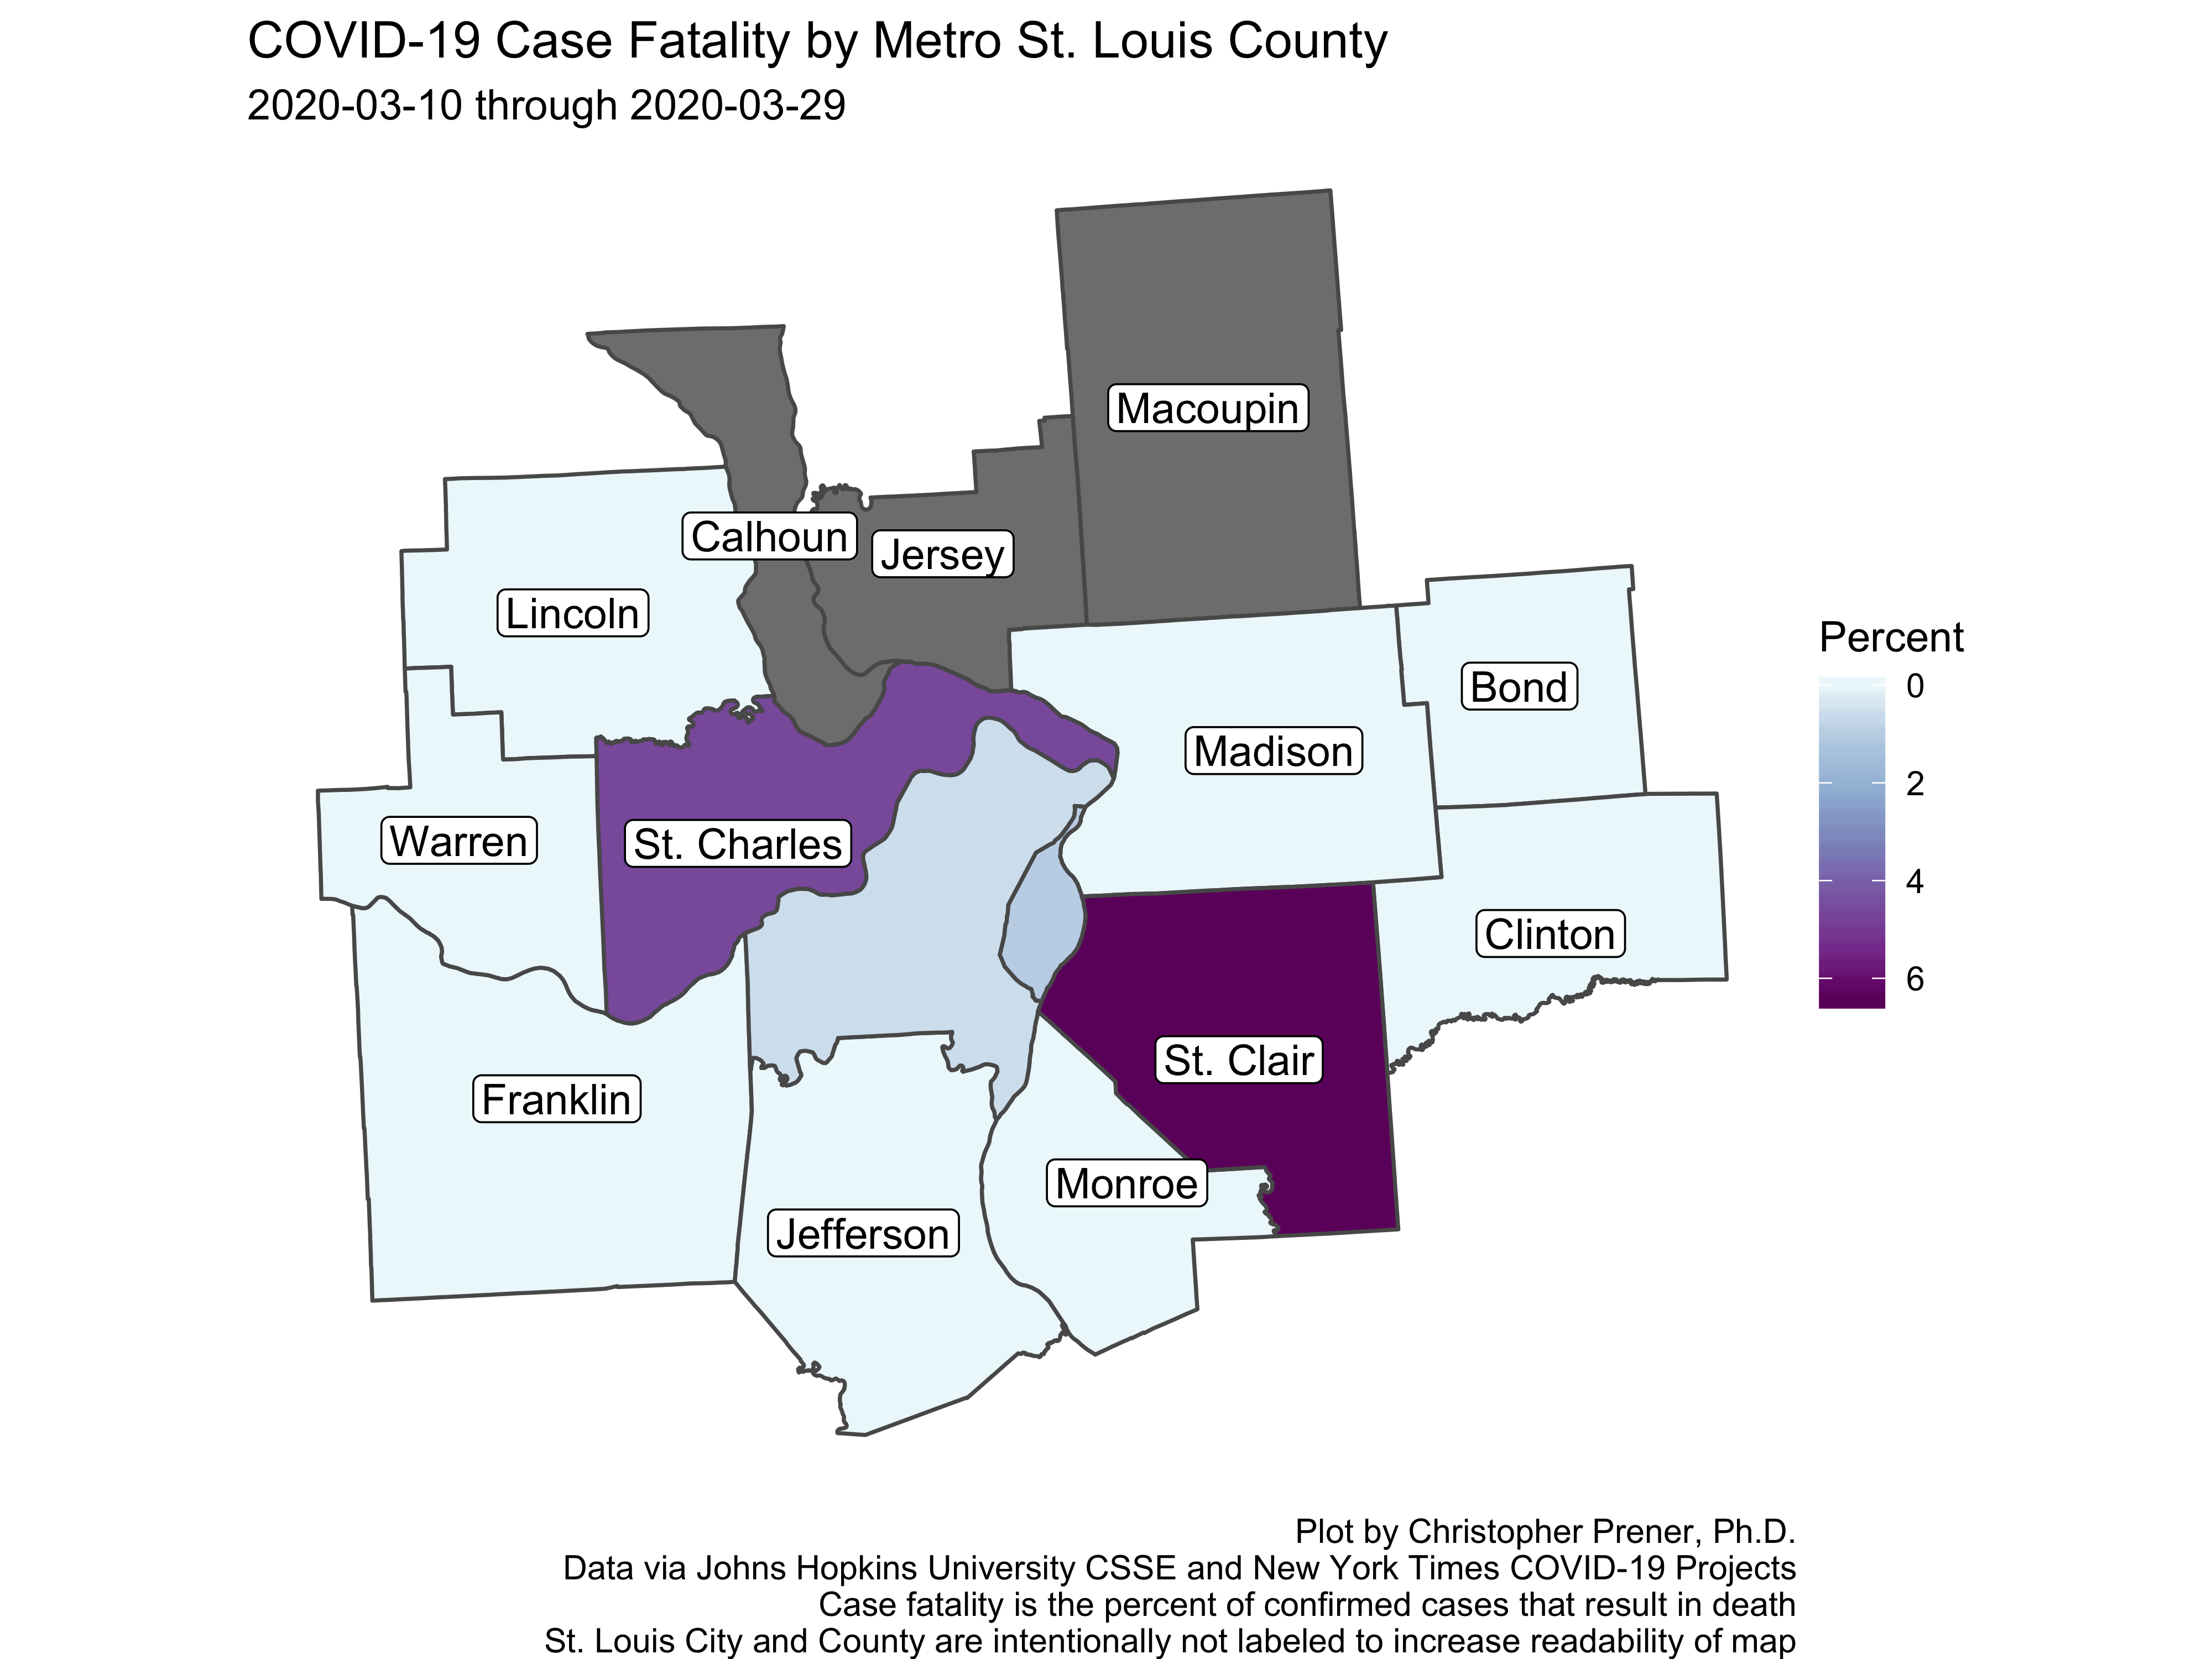 COVID-19 Case Fatality by Metro St. Louis County
2020-03-10 through 2020-03-29
Macoupin
Calhoun
Jersey
Lincoln
Bond
Madison
Warren
St. Charles
Clinton
St. Clair
Franklin
Monroe
Jefferson
Percent
0
2
4
6
Plot by Christopher Prener, Ph.D.
Data via Johns Hopkins University CSSE and New York Times COVID-19 Projects
Case fatality is the percent of confirmed cases that result in death
St. Louis City and County are intentionally not labeled to increase readability of map